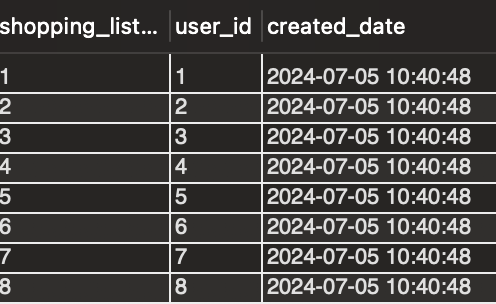 shopping_list... user_id created_date
1 1 2024-07-05 10:40:48
2 2 2024-07-05 10:40:48
3 3 2024-07-05 10:40:48
4 4 2024-07-05 10:40:48
5 5 2024-07-05 10:40:48
6 6 2024-07-05 10:40:48
7 7 2024-07-05 10:40:48
8 8 2024-07-05 10:40:48